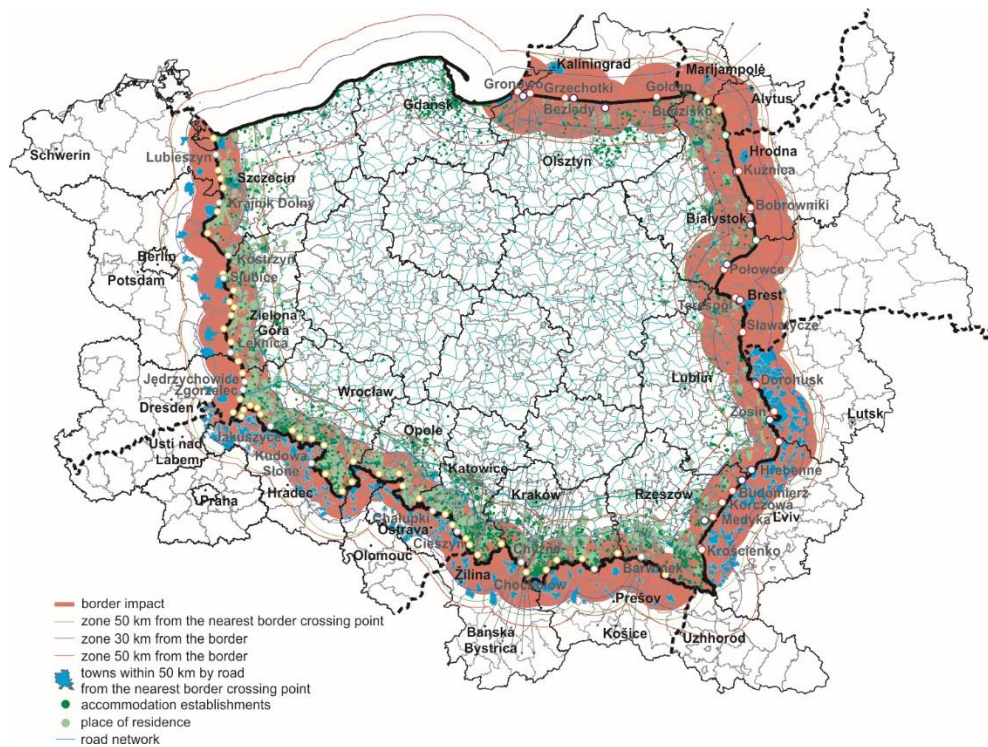 Kaliningrad
Marijampolė
Gronowo
Grzechotki
Gołdap
Alytus
Gdańsk
Bezledy
Budzisko
Schwerin
Lubieszyn
Olsztyn
Hrodna
Kuźnica
Szczecin
Krajnik Dolny
Białystok
Bobrowniki
Berlin
Kostrzyn
Połowce
Potsdam
Słubice
Brest
Terespol
Zielona
Góra
Sławatycze
Łęknica
Jędrzychowice
Zgorzelec
Wrocław
Lublin
Dorohusk
Dresden
Zosin
Lutsk
Jakuszyce
Opole
Usti nad
Labem
Kudowa
Słone
Katowice
Hrebenne
Praha
Hradec
Kraków
Rzeszów
Budomierz
Korczowa
Lviv
Chałupki
Ostrava
Medyka
Cieszyn
Olomouc
Chyżne
Krościenko
Barwinek
Žilina
Chochołów
Prešov
Banská
Bystrica
Košice
Uzhhorod
border impact
zone 50 km from the nearest border crossing point
zone 30 km from the border
zone 50 km from the border
towns within 50 km by road
from the nearest border crossing point
accommodation establishments
place of residence
road network